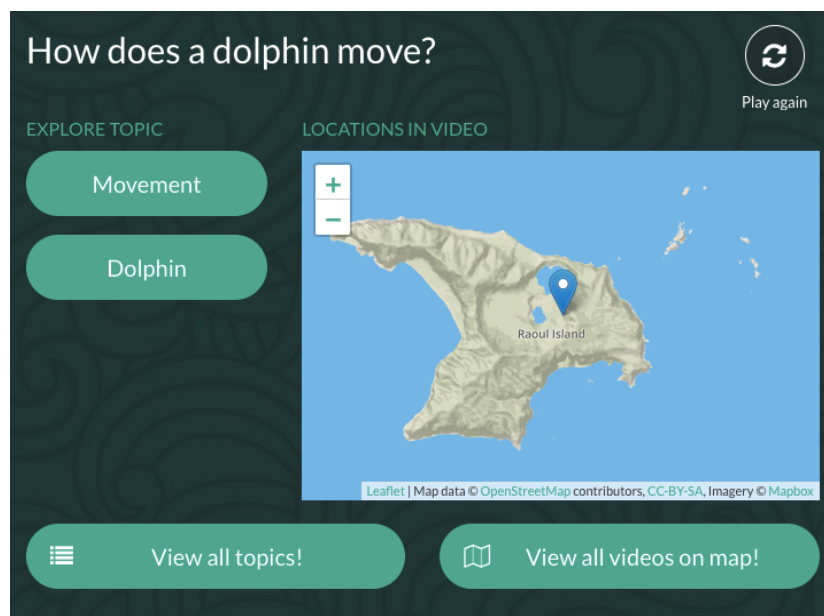 How does a dolphin move?
Play again
EXPLORE TOPIC
LOCATIONS IN VIDEO
Movement
Dolphin
+
−
Raoul Island
Leaflet | Map data © OpenStreetMap contributors, CC-BY-SA, Imagery © Mapbox
View all topics!
View all videos on map!